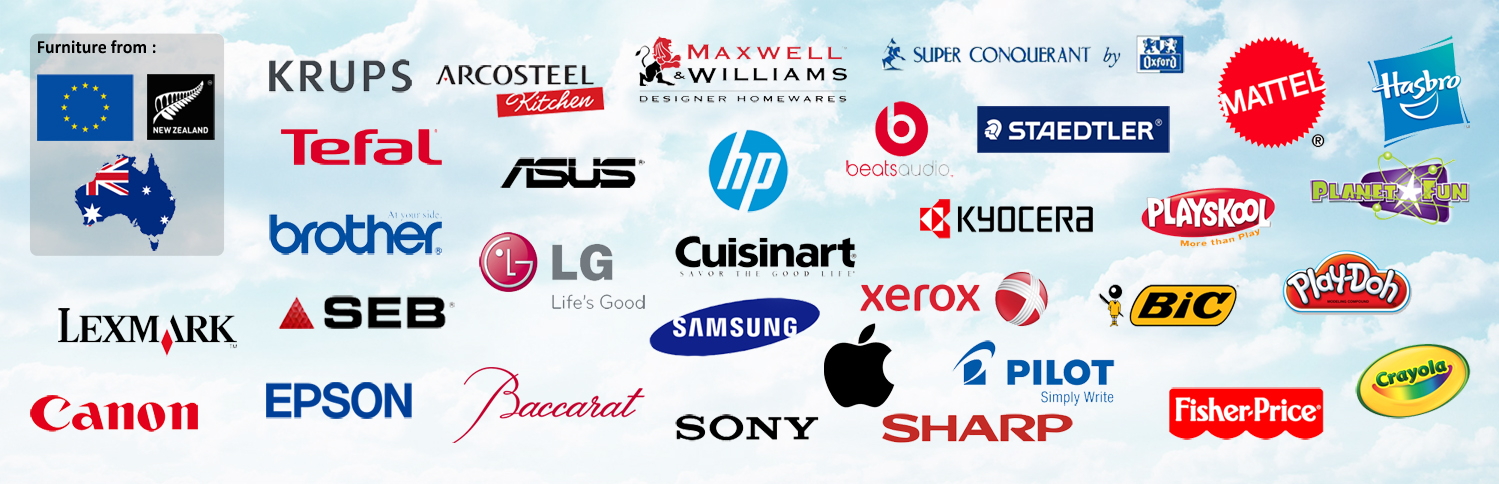 Furniture from :
NEW ZEALAND
KRUPS
ARCOSTEEL
Kitchen
MAXWELL
& WILLIAMS
DESIGNER HOMEWARES
SUPER CONQUERANT by Oxford
MATTEL
®
Hasbro
Tefal
ASUS
hp
b
beatsaudio
STAEDTLER®
PLANET FUN
At your side.
brother®
LG
Life's Good
Cuisinart
SAVOR THE GOOD LIFE
KYOCERA
PLAYSKOOL
More than Play
LEXMARK
SEB
SAMSUNG
xerox
BiC
Play-Doh
MODELING COMPOUND
Canon
EPSON
Baccarat
SONY
SHARP
PILOT
Simply Write
Fisher-Price®
Crayola